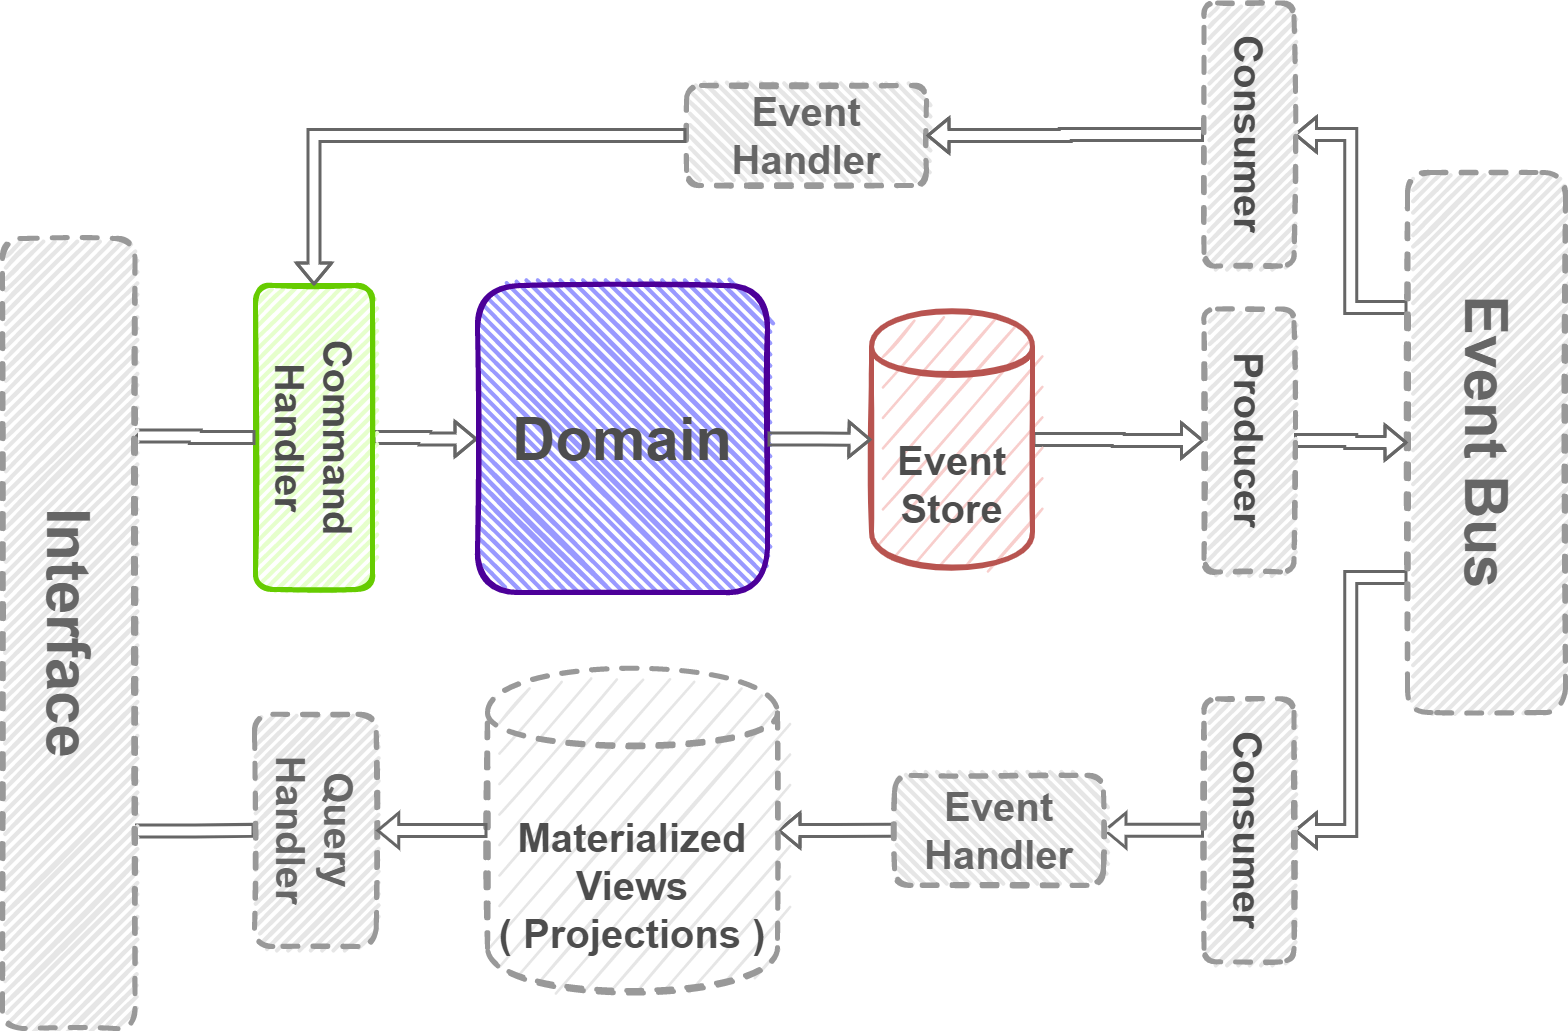 Consumer
Event
Handler
Command
Handler
Domain
Event
Store
Producer
Event Bus
Interface
Query
Handler
Materialized
Views
( Projections )
Event
Handler
Consumer